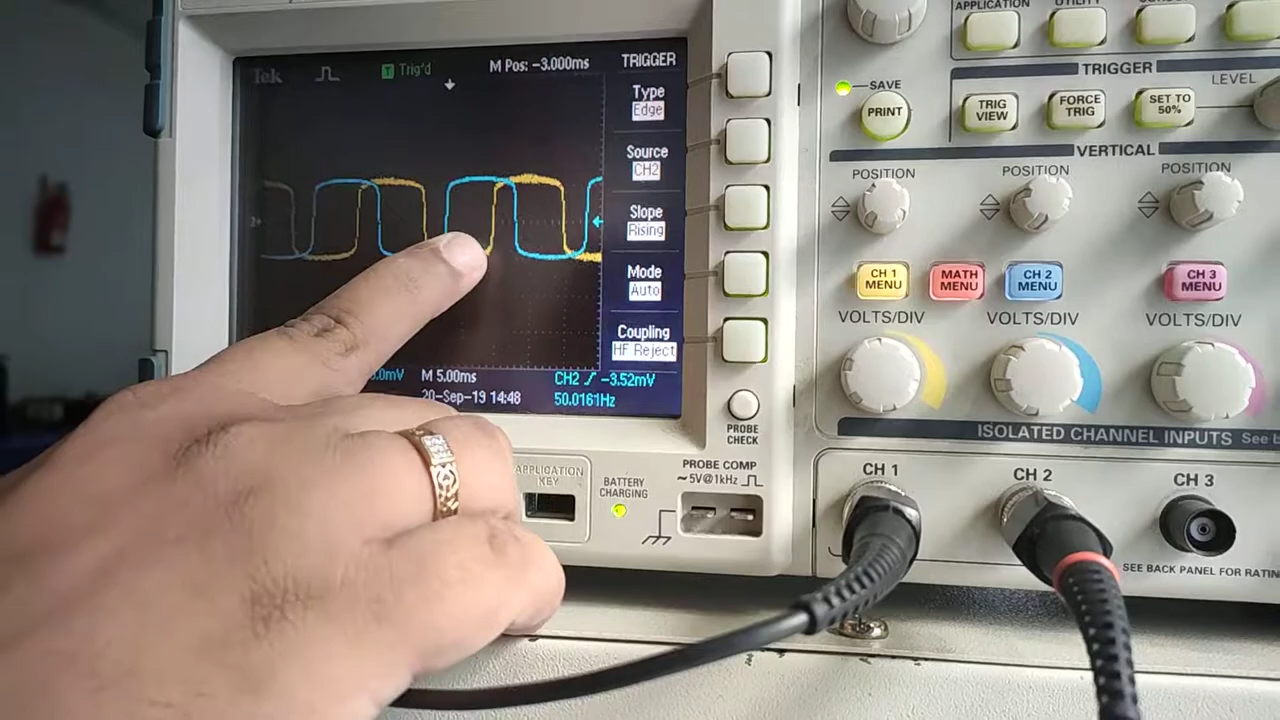 Tek
T Trig'd
M Pos: -3.000ms
TRIGGER
Type
Edge
Source
CH2
Slope
Rising
Mode
Auto
Coupling
HF Reject
.0mV
M 5.00ms
CH2 -3.52mV
20-Sep-19 14:48
50.0161Hz
APPLICATION
UTILITY
TRIGGER
LEVEL
SAVE
PRINT
TRIG
VIEW
FORCE
TRIG
SET TO
50%
VERTICAL
POSITION
POSITION
POSITION
CH 1
MENU
MATH
MENU
CH 2
MENU
CH 3
MENU
VOLTS/DIV
VOLTS/DIV
VOLTS/DIV
ISOLATED CHANNEL INPUTS See b
PROBE
CHECK
APPLICATION
KEY
BATTERY
CHARGING
PROBE COMP
~5V@1kHz
CH 1
CH 2
CH 3
SEE BACK PANEL FOR RATIN